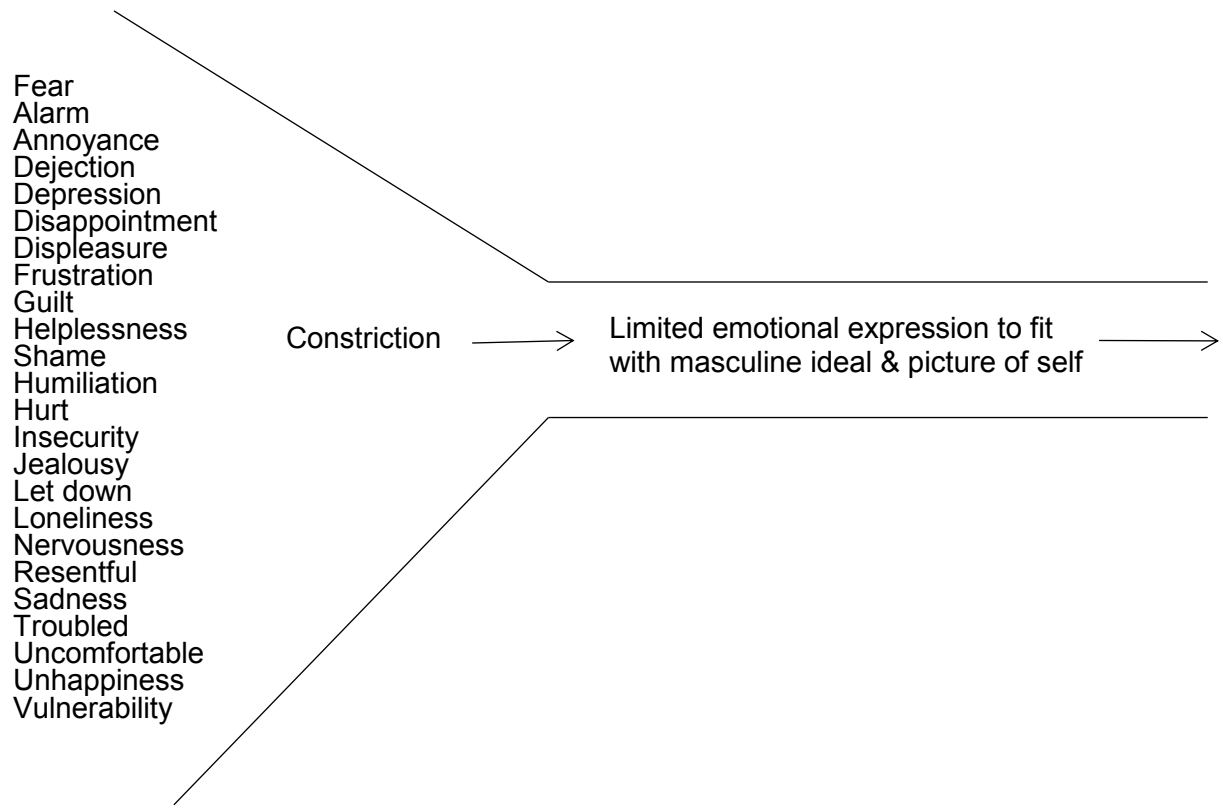 Fear
Alarm
Annoyance
Dejection
Depression
Disappointment
Displeasure
Frustration
Guilt
Helplessness
Shame
Humiliation
Hurt
Insecurity
Jealousy
Let down
Loneliness
Nervousness
Resentful
Sadness
Troubled
Uncomfortable
Unhappiness
Vulnerability
Constriction
Limited emotional expression to fit
with masculine ideal & picture of self